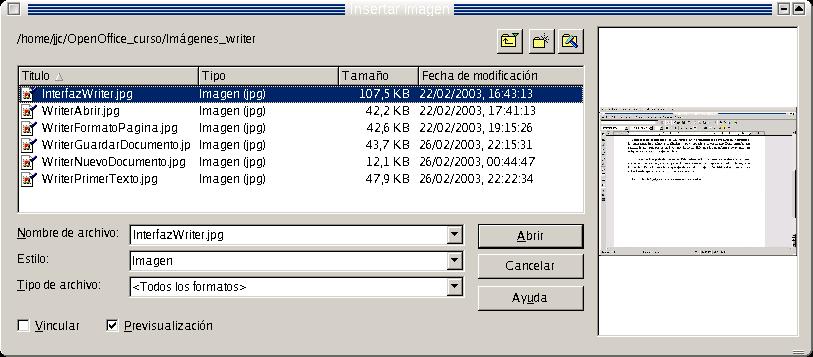 Insertar imagen
/home/jjc/OpenOffice_curso/Imágenes_writer
Título Tipo Tamaño Fecha de modificación
InterfazWriter.jpg Imagen (jpg) 107,5 KB 22/02/2003, 16:43:13
WriterAbrir.jpg Imagen (jpg) 42,2 KB 22/02/2003, 17:41:13
WriterFormatoPagina.jpg Imagen (jpg) 42,6 KB 22/02/2003, 19:15:26
WriterGuardarDocumento.jp Imagen (jpg) 43,7 KB 26/02/2003, 22:15:31
WriterNuevoDocumento.jpg Imagen (jpg) 12,1 KB 26/02/2003, 00:44:47
WriterPrimerTexto.jpg Imagen (jpg) 47,9 KB 26/02/2003, 22:22:34
Nombre de archivo: InterfazWriter.jpg Abrir
Estilo: Imagen Cancelar
Tipo de archivo: <Todos los formatos> Ayuda
Vincular Previsualización